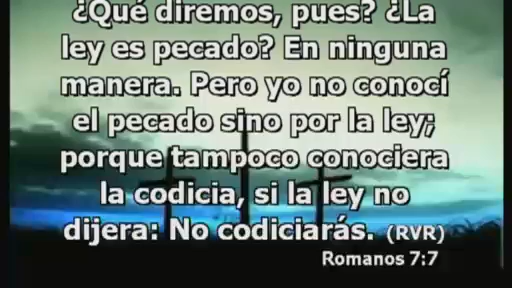 ¿Qué diremos, pues? ¿La
ley es pecado? En ninguna
manera. Pero yo no conocí
el pecado sino por la ley;
porque tampoco conociera
la codicia, si la ley no
dijera: No codiciarás. (RVR)
Romanos 7:7